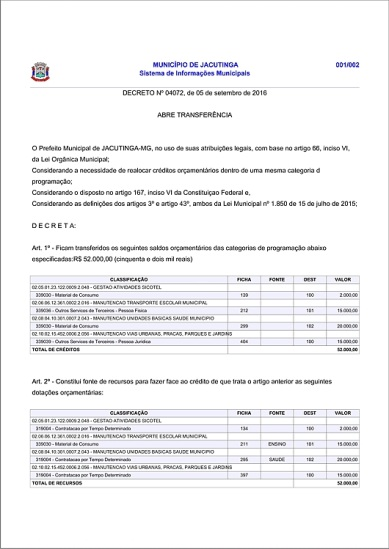 MUNICÍPIO DE JACUTINGA 001/002
Sistema de Informações Municipais
DECRETO Nº 04072, de 05 de setembro de 2016
ABRE TRANSFERÊNCIA
O Prefeito Municipal de JACUTINGA-MG, no uso de suas atribuições legais, com base no artigo 66, inciso VI,
da Lei Orgânica Municipal;
Considerando a necessidade de realocar créditos orçamentários dentro de uma mesma categoria d
programação;
Considerando o disposto no artigo 167, inciso VI da Constituiçao Federal e,
Considerando as definições dos artigos 3º e artigo 43º, ambos da Lei Municipal nº 1.850 de 15 de julho de 2015;
D E C R E T A:
Art. 1º - Ficam transferidos os seguintes saldos orçamentários das categorias de programação abaixo
especificadas:R$ 52.000,00 (cinquenta e dois mil reais)
CLASSIFICAÇÃO FICHA FONTE DEST VALOR
02.05.01.23.122.0009.2.048 - GESTAO ATIVIDADES SICOTEL
339030 - Material de Consumo 139 100 2.000,00
02.06.06.12.361.0002.2.016 - MANUTENCAO TRANSPORTE ESCOLAR MUNICIPAL
339036 - Outros Servicos de Terceiros - Pessoa Fisica 212 101 15.000,00
02.08.04.10.301.0007.2.043 - MANUTENCAO UNIDADES BASICAS SAUDE MUNICIPIO
339030 - Material de Consumo 299 102 20.000,00
02.10.02.15.452.0006.2.056 - MANUTENCAO VIAS URBANAS, PRACAS, PARQUES E JARDINS
339039 - Outros Servicos de Terceiros - Pessoa Juridica 404 100 15.000,00
TOTAL DE CRÉDITOS 52.000,00
Art. 2º - Constitui fonte de recursos para fazer face ao crédito de que trata o artigo anterior as seguintes
dotações orçamentárias:
CLASSIFICAÇÃO FICHA FONTE DEST VALOR
02.05.01.23.122.0009.2.048 - GESTAO ATIVIDADES SICOTEL
319004 - Contratacao por Tempo Determinado 134 100 2.000,00
02.06.06.12.361.0002.2.016 - MANUTENCAO TRANSPORTE ESCOLAR MUNICIPAL
339030 - Material de Consumo 211 ENSINO 101 15.000,00
02.08.04.10.301.0007.2.043 - MANUTENCAO UNIDADES BASICAS SAUDE MUNICIPIO
319004 - Contratacao por Tempo Determinado 295 SAUDE 102 20.000,00
02.10.02.15.452.0006.2.056 - MANUTENCAO VIAS URBANAS, PRACAS, PARQUES E JARDINS
319004 - Contratacao por Tempo Determinado 397 100 15.000,00
TOTAL DE RECURSOS 52.000,00